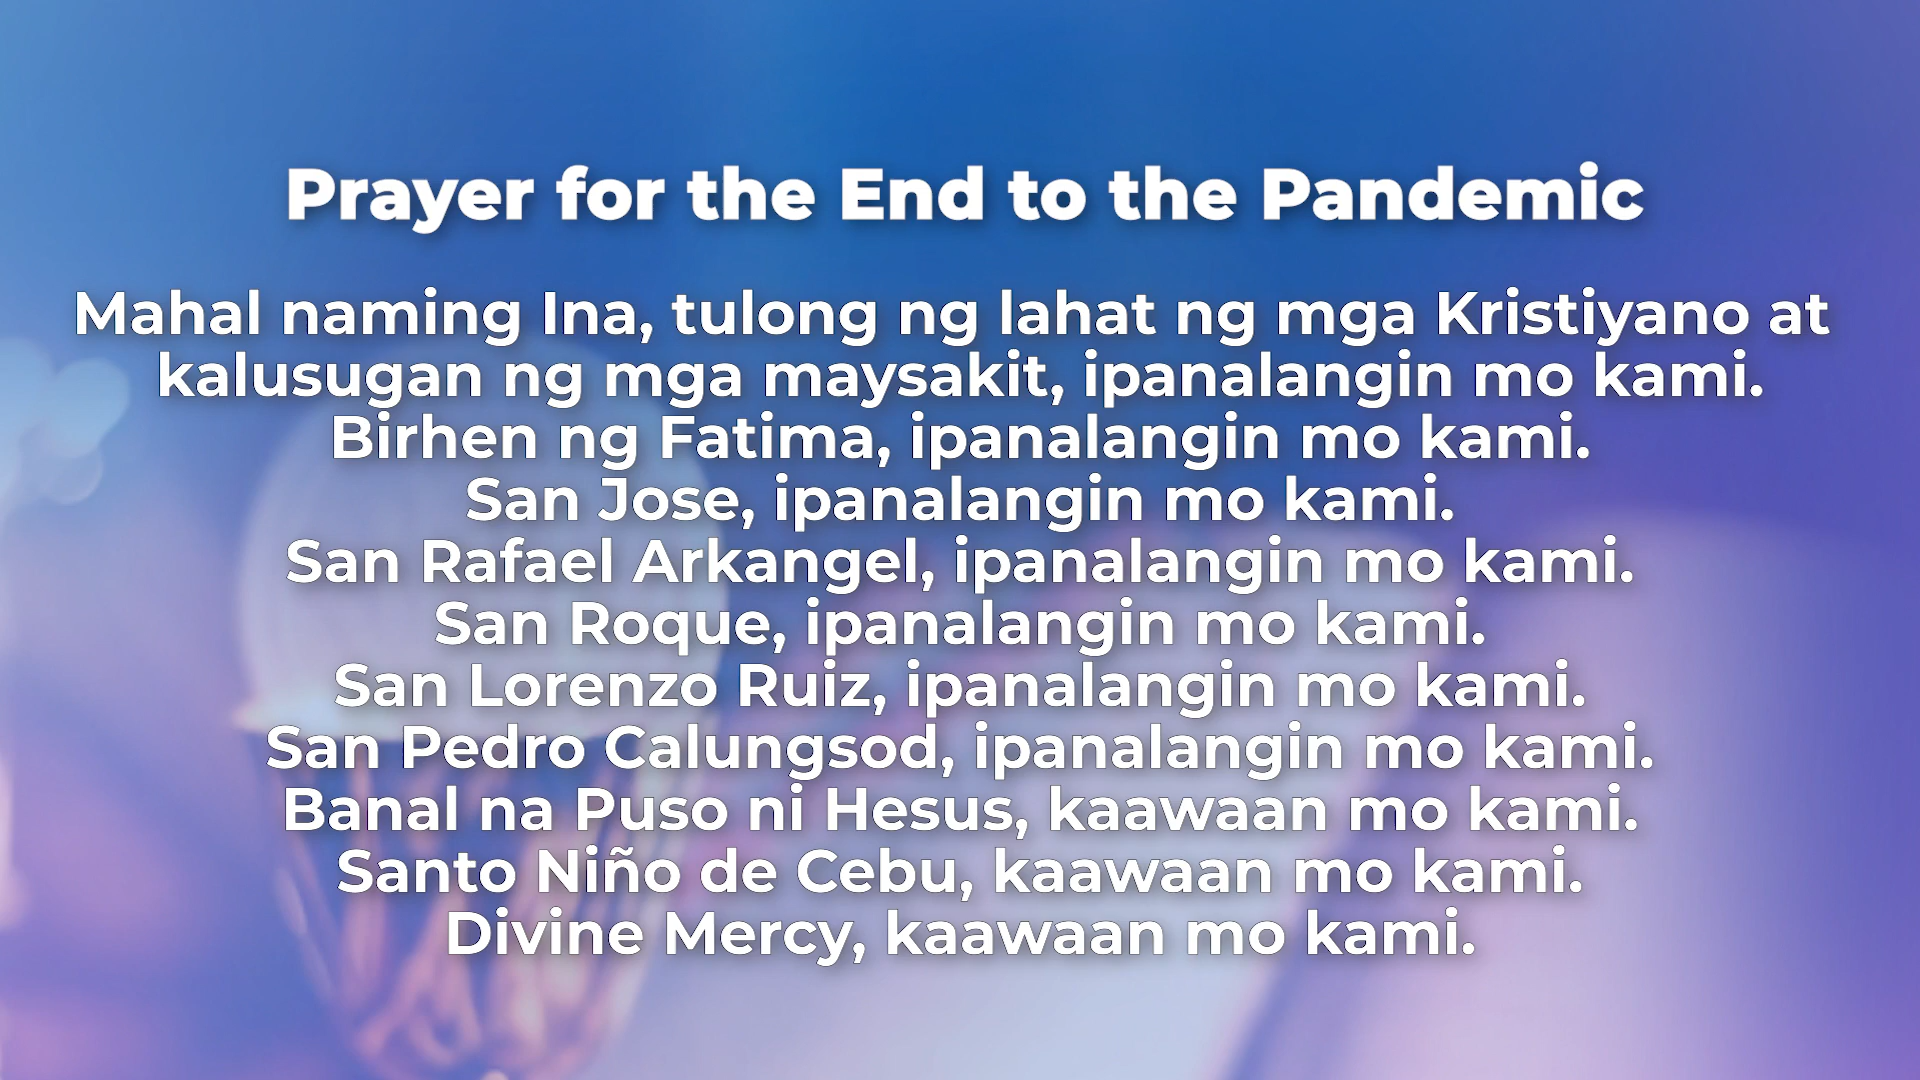 Prayer for the End to the Pandemic
Mahal naming Ina, tulong ng lahat ng mga Kristiyano at
kalusugan ng mga maysakit, ipanalangin mo kami.
Birhen ng Fatima, ipanalangin mo kami.
San Jose, ipanalangin mo kami.
San Rafael Arkangel, ipanalangin mo kami.
San Roque, ipanalangin mo kami.
San Lorenzo Ruiz, ipanalangin mo kami.
San Pedro Calungsod, ipanalangin mo kami.
Banal na Puso ni Hesus, kaawaan mo kami.
Santo Niño de Cebu, kaawaan mo kami.
Divine Mercy, kaawaan mo kami.